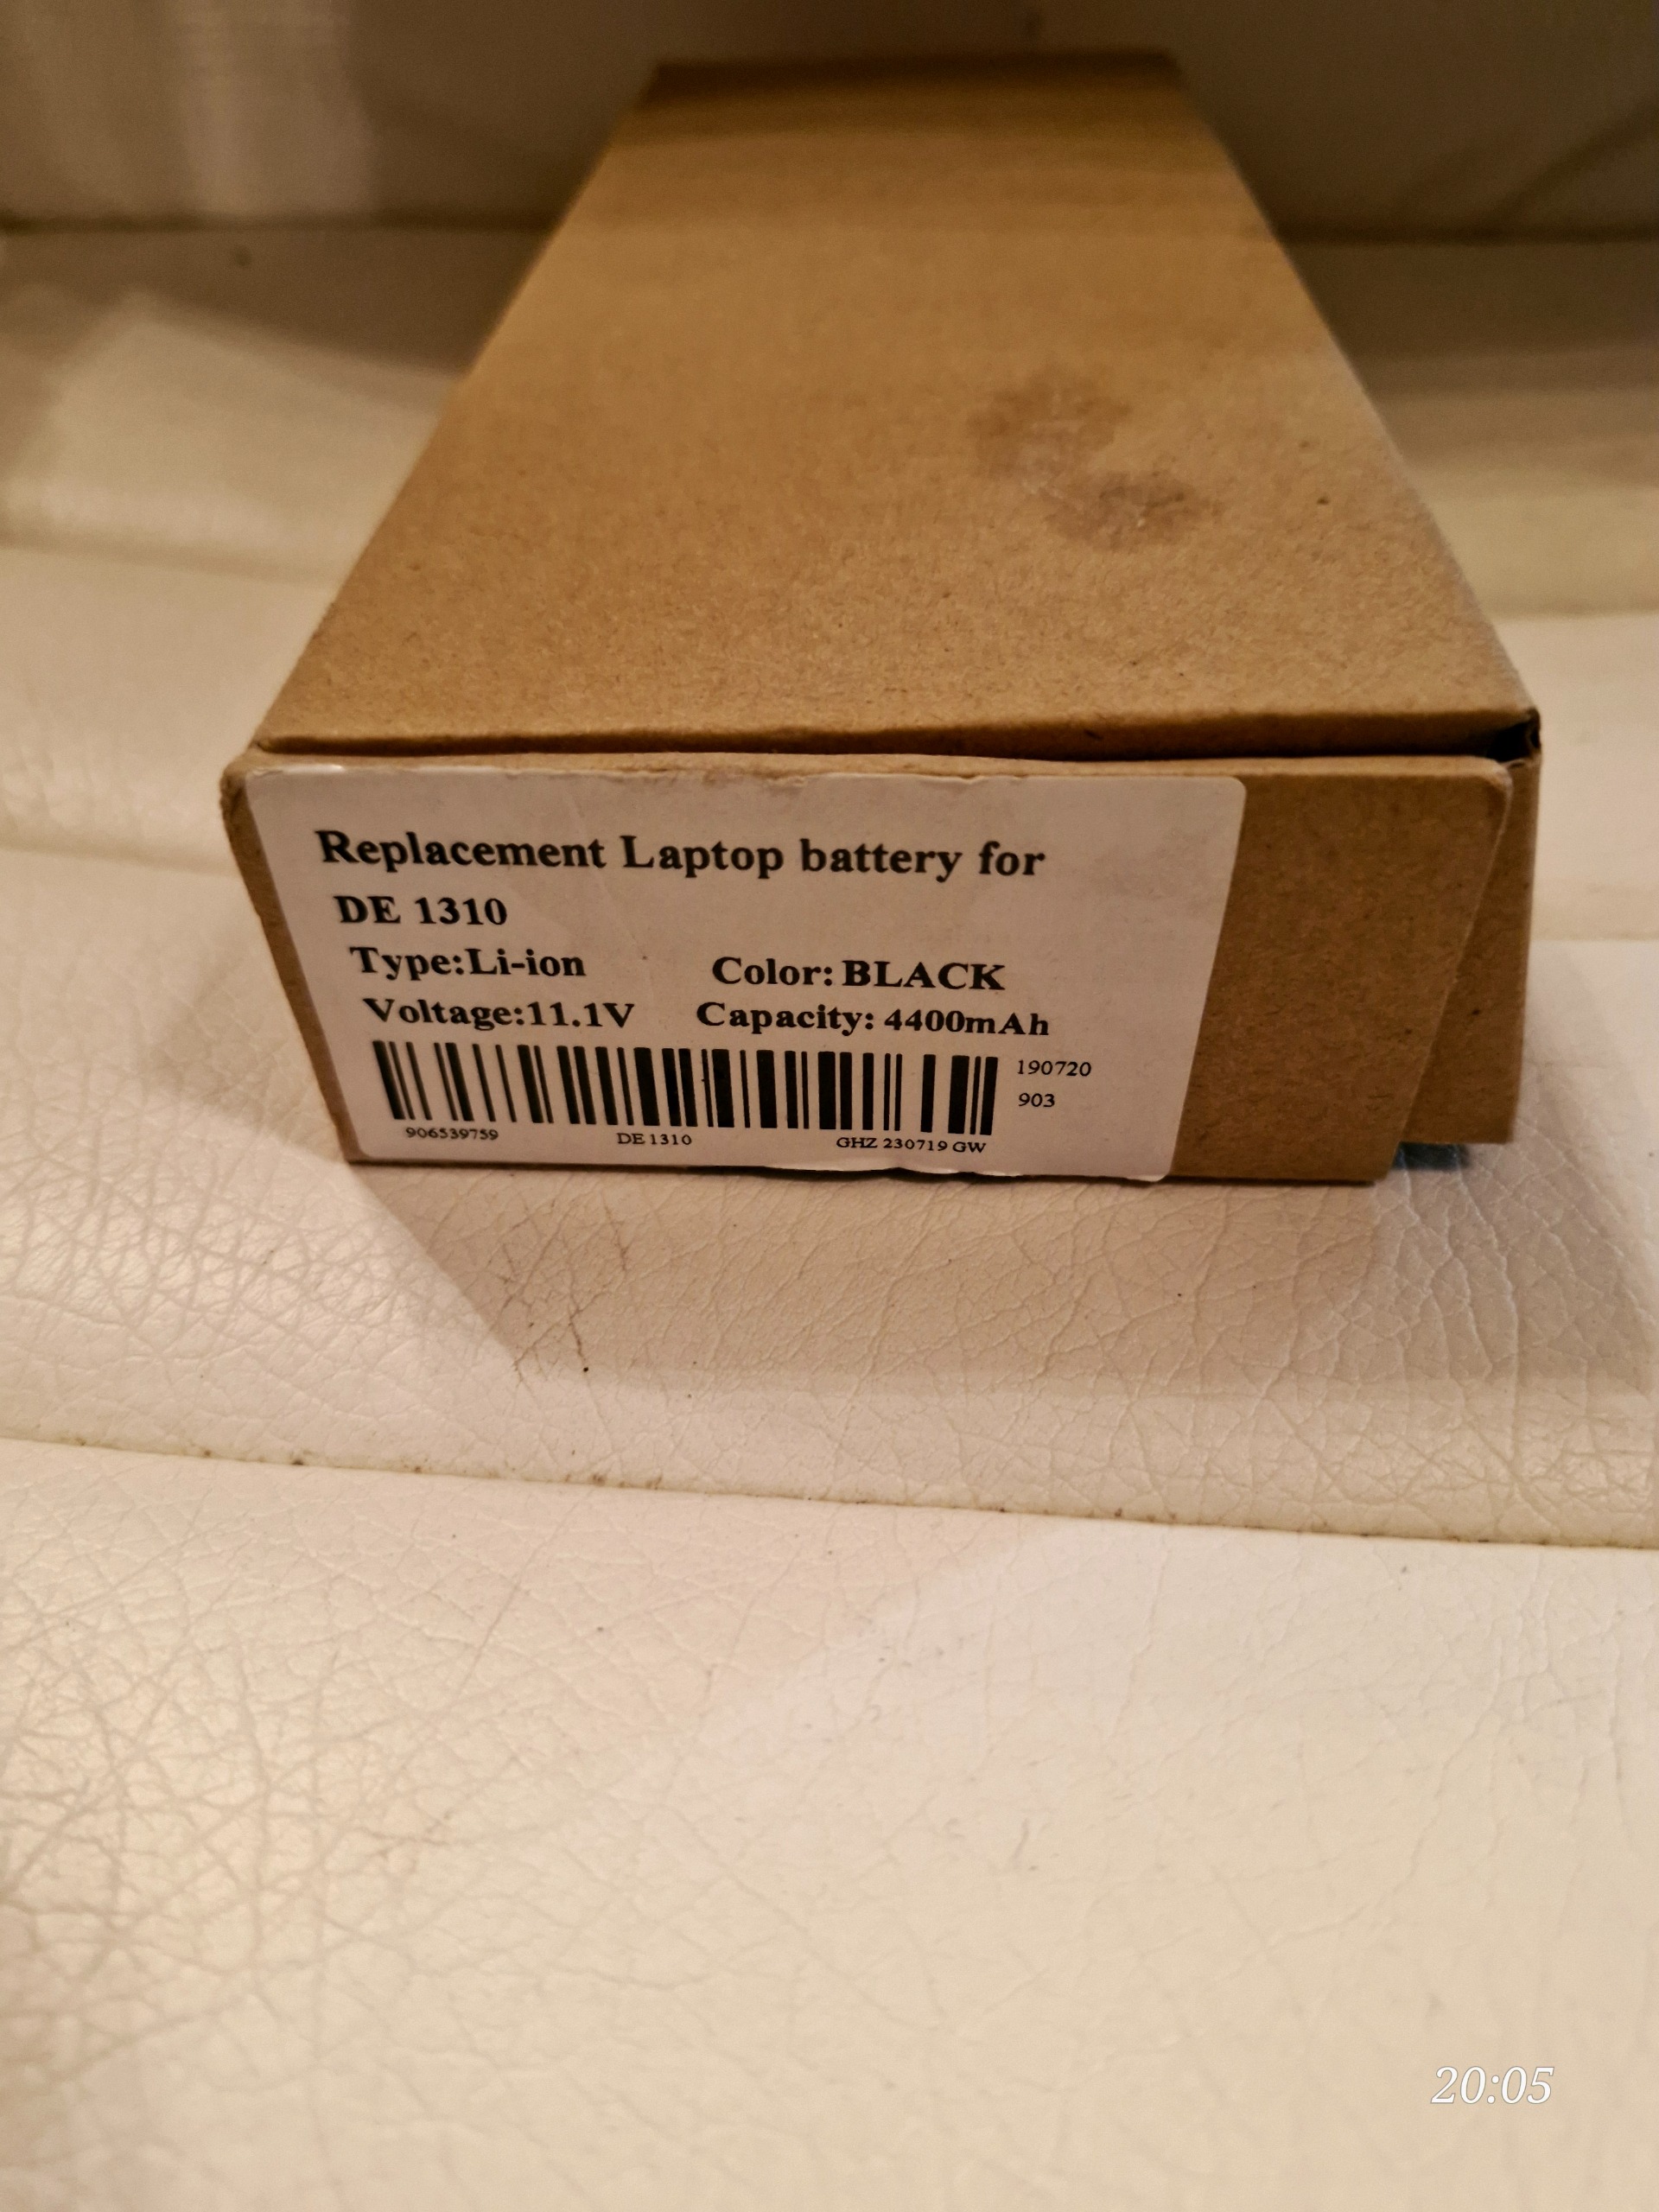 Replacement Laptop battery for
DE 1310
Type:Li-ion Color: BLACK
Voltage:11.1V Capacity: 4400mAh
190720
903
906539759 DE 1310 GHZ 230719 GW
20:05